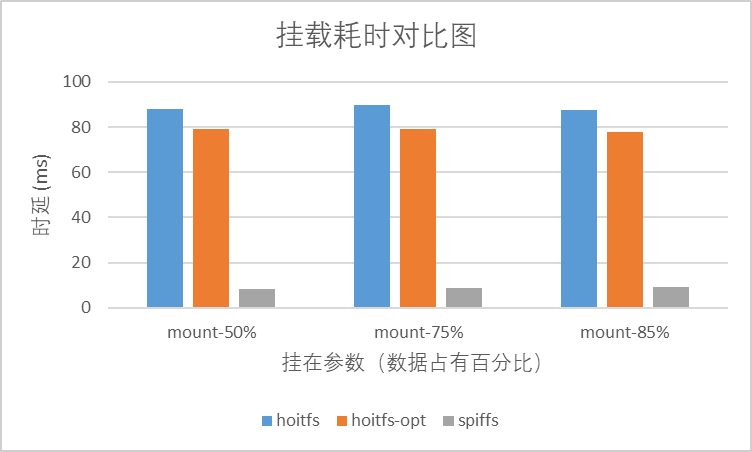 挂载耗时对比图
100
80
60
40
20
0
时延 (ms)
mount-50%
mount-75%
mount-85%
挂在参数（数据占有百分比）
hoitfs
hoitfs-opt
spiffs